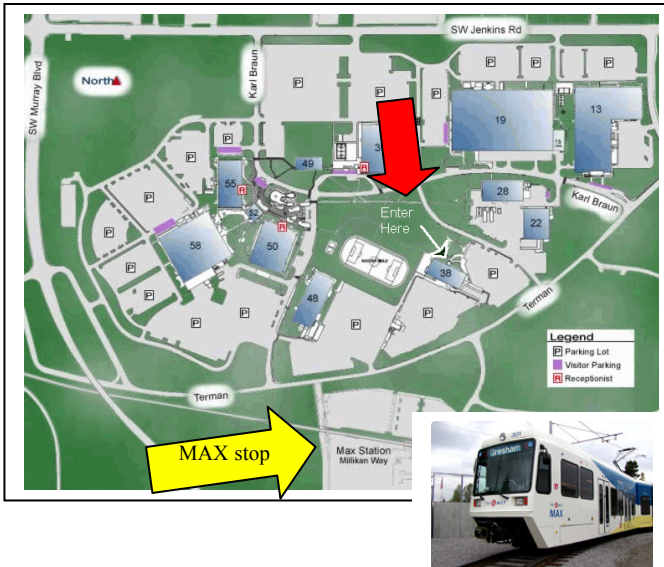 SW Jenkins Rd
SW Murray Blvd
Karl Braun
North
P
P
P
P
P
P
19
13
P
P
49
R
55
R
P
52
R
28
Karl Braun
22
Enter
Here
P
58
50
P
P
38
P
48
P
P
P
P
P
Terman
Legend
P Parking Lot
Visitor Parking
R Receptionist
Terman
MAX stop
Max Station
Millikan Way
301
Gresham
MAX